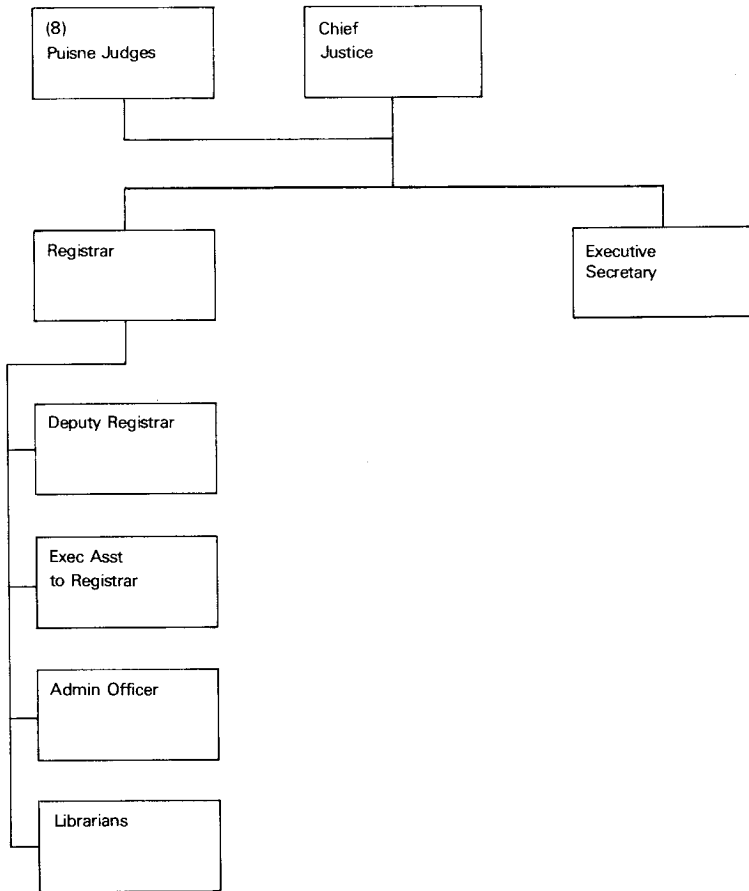 (8)
Puisne Judges
Chief
Justice
Registrar
Executive
Secretary
Deputy Registrar
Exec Asst
to Registrar
Admin Officer
Librarians